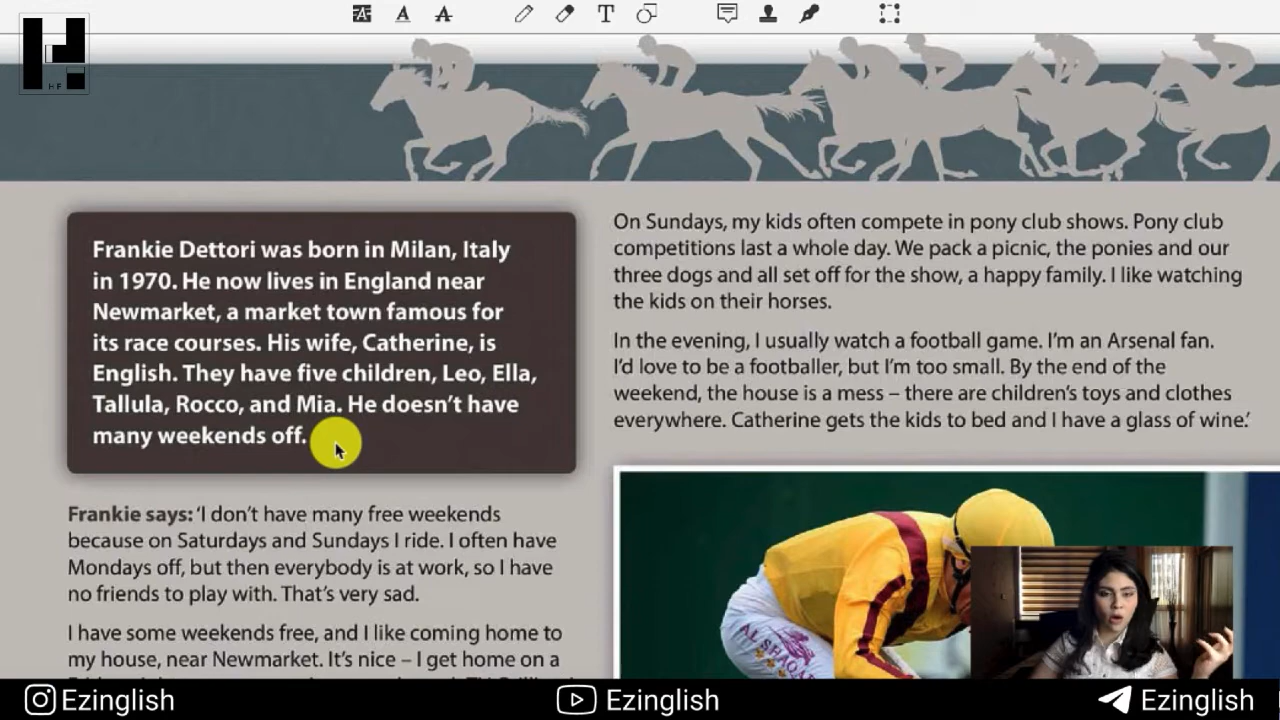 HF
Frankie Dettori was born in Milan, Italy
in 1970. He now lives in England near
Newmarket, a market town famous for
its race courses. His wife, Catherine, is
English. They have five children, Leo, Ella,
Tallula, Rocco, and Mia. He doesn’t have
many weekends off.
Frankie says: ‘I don’t have many free weekends
because on Saturdays and Sundays I ride. I often have
Mondays off, but then everybody is at work, so I have
no friends to play with. That’s very sad.
I have some weekends free, and I like coming home to
my house, near Newmarket. It’s nice – I get home on a
On Sundays, my kids often compete in pony club shows. Pony club
competitions last a whole day. We pack a picnic, the ponies and our
three dogs and all set off for the show, a happy family. I like watching
the kids on their horses.
In the evening, I usually watch a football game. I’m an Arsenal fan.
I’d love to be a footballer, but I’m too small. By the end of the
weekend, the house is a mess – there are children’s toys and clothes
everywhere. Catherine gets the kids to bed and I have a glass of wine.’
AL SHAQAB
Ezinglish
Ezinglish
Ezinglish